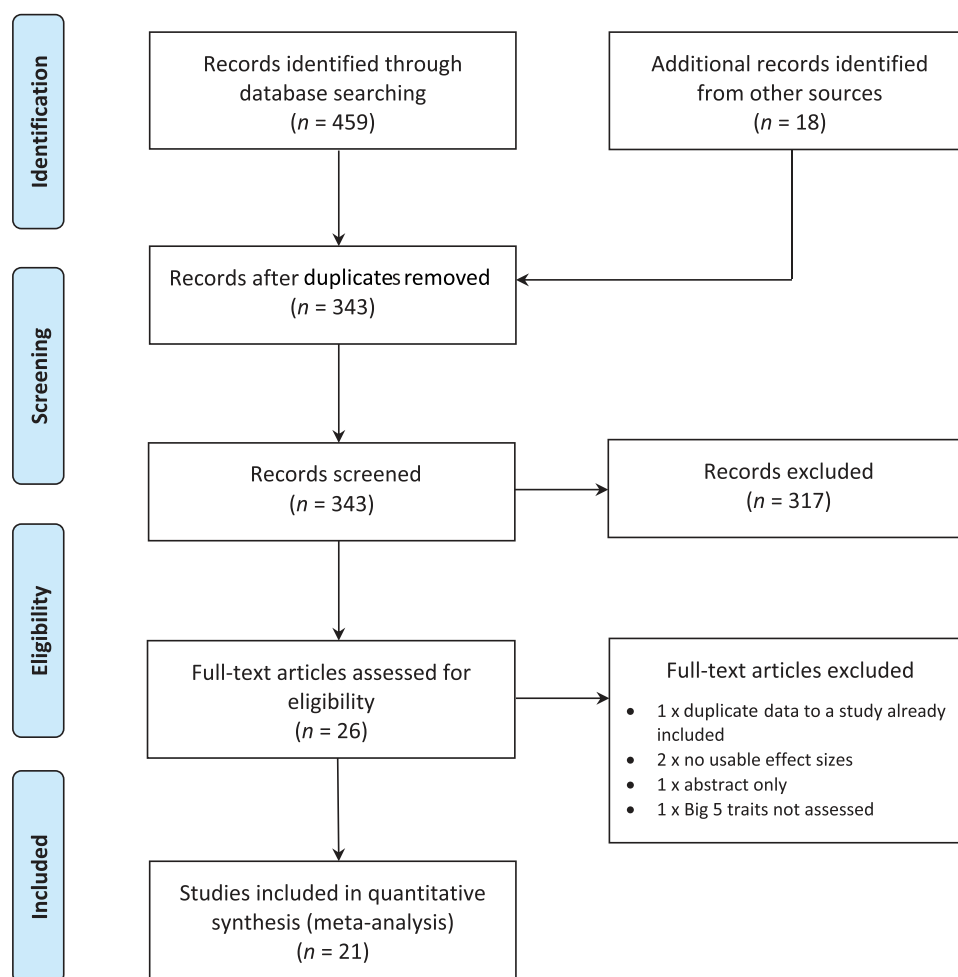 Identification
Records identified through
database searching
(n = 459)
Additional records identified
from other sources
(n = 18)
Screening
Records after duplicates removed
(n = 343)
Records screened
(n = 343)
Records excluded
(n = 317)
Eligibility
Full-text articles assessed for
eligibility
(n = 26)
Full-text articles excluded
• 1 x duplicate data to a study already
included
• 2 x no usable effect sizes
• 1 x abstract only
• 1 x Big 5 traits not assessed
Included
Studies included in quantitative
synthesis (meta-analysis)
(n = 21)